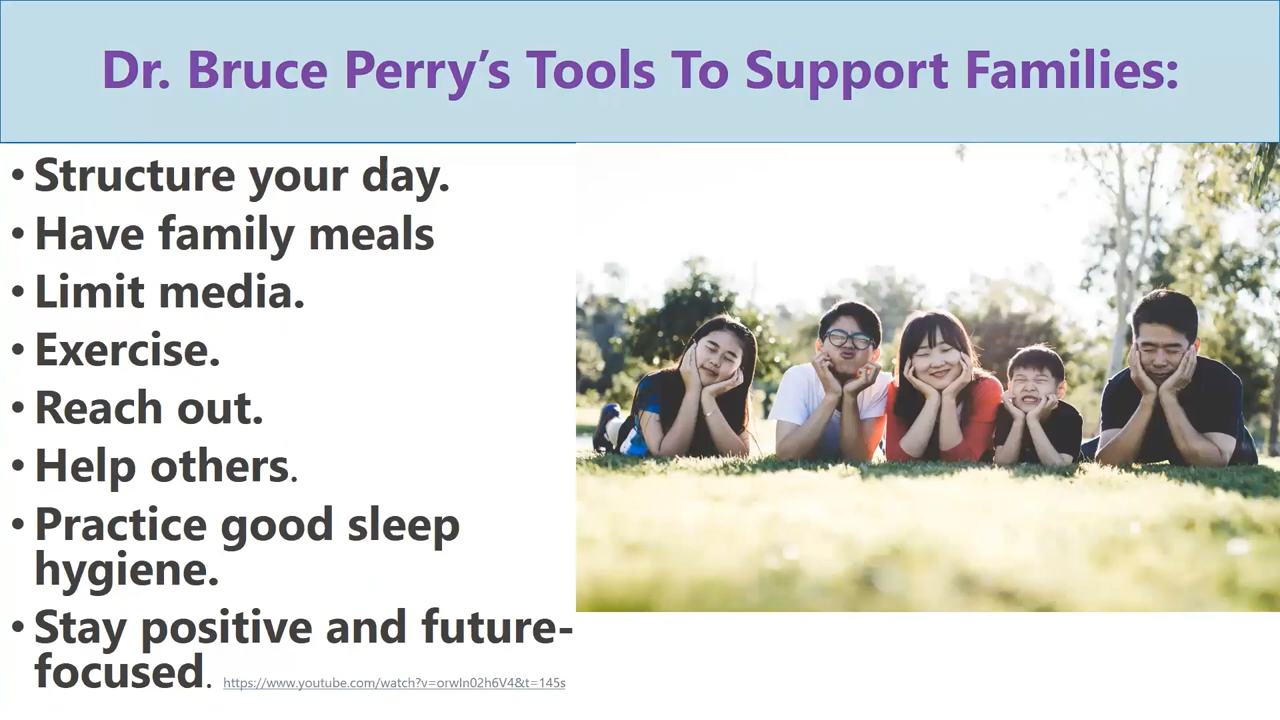 Dr. Bruce Perry’s Tools To Support Families:
• Structure your day.
• Have family meals
• Limit media.
• Exercise.
• Reach out.
• Help others.
• Practice good sleep
hygiene.
• Stay positive and future-
focused. https://www.youtube.com/watch?v=orwIn02h6V4&t=145s